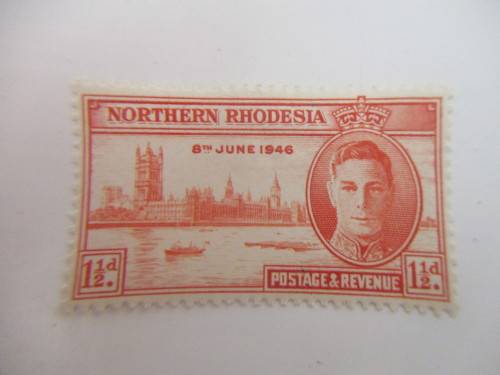 NORTHERN RHODESIA
8TH JUNE 1946
1½d.
POSTAGE & REVENUE
1½d.